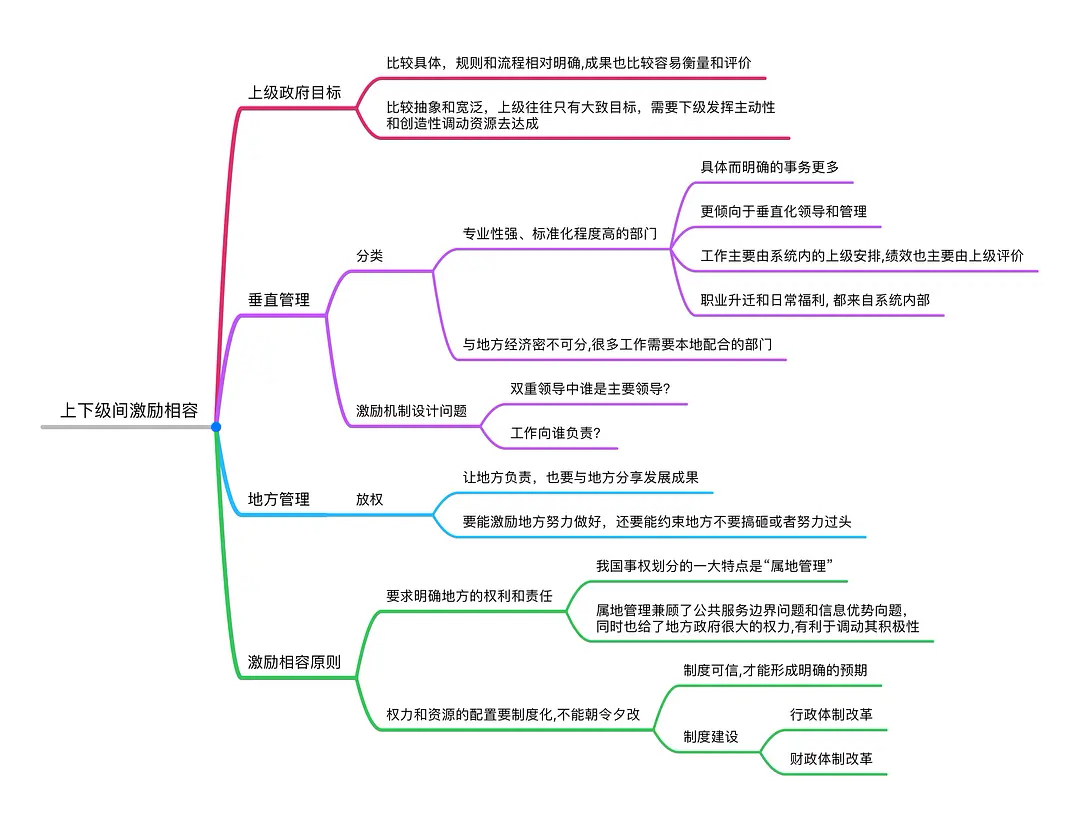 比较具体，规则和流程相对明确,成果也比较容易衡量和评价
上级政府目标
比较抽象和宽泛，上级往往只有大致目标，需要下级发挥主动性
和创造性调动资源去达成
具体而明确的事务更多
更倾向于垂直化领导和管理
专业性强、标准化程度高的部门
分类
工作主要由系统内的上级安排,绩效也主要由上级评价
职业升迁和日常福利, 都来自系统内部
垂直管理
与地方经济密不可分,很多工作需要本地配合的部门
双重领导中谁是主要领导?
激励机制设计问题
工作向谁负责?
上下级间激励相容
让地方负责，也要与地方分享发展成果
地方管理
放权
要能激励地方努力做好，还要能约束地方不要搞砸或者努力过头
我国事权划分的一大特点是“属地管理”
要求明确地方的权利和责任
属地管理兼顾了公共服务边界问题和信息优势向题，
同时也给了地方政府很大的权力,有利于调动其积极性
激励相容原则
制度可信,才能形成明确的预期
权力和资源的配置要制度化,不能朝令夕改
行政体制改革
制度建设
财政体制改革